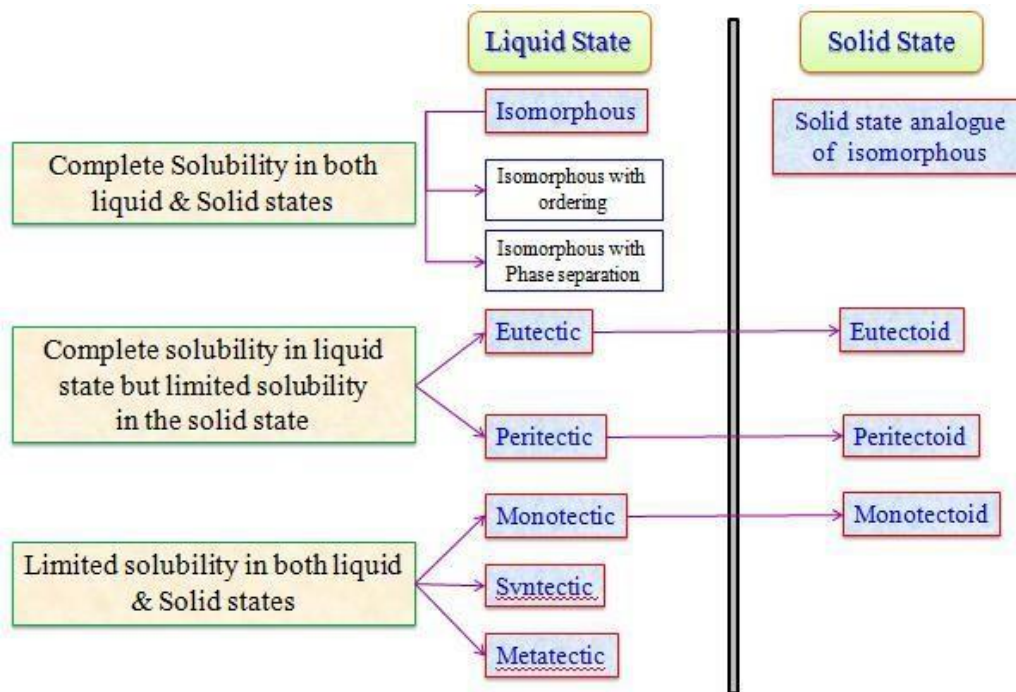 Liquid State
Solid State
Isomorphous
Solid state analogue
of isomorphous
Complete Solubility in both
liquid & Solid states
Isomorphous with
ordering
Isomorphous with
Phase separation
Complete solubility in liquid
state but limited solubility
in the solid state
Eutectic
Eutectoid
Peritectic
Peritectoid
Limited solubility in both liquid
& Solid states
Monotectic
Monotectoid
Syntectic
Metatectic